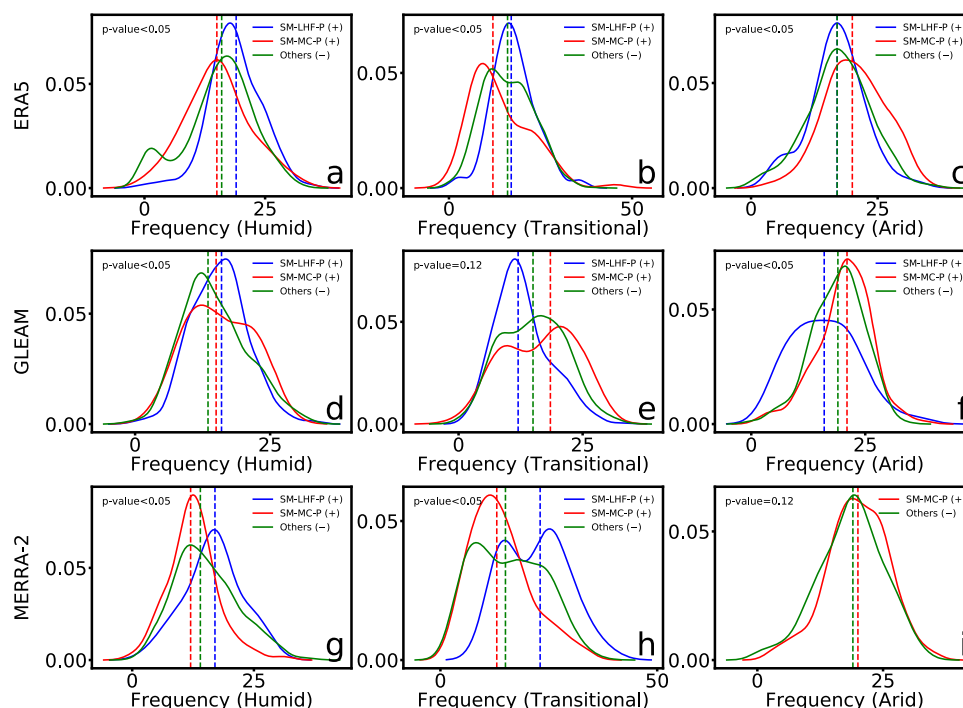 ERA5
p-value<0.05
SM-LHF-P (+)
SM-MC-P (+)
Others (−)
0.05
0.00
a
0
25
Frequency (Humid)
p-value<0.05
SM-LHF-P (+)
SM-MC-P (+)
Others (−)
0.05
0.00
b
0
50
Frequency (Transitional)
p-value<0.05
SM-LHF-P (+)
SM-MC-P (+)
Others (−)
0.05
0.00
c
0
25
Frequency (Arid)
GLEAM
p-value<0.05
SM-LHF-P (+)
SM-MC-P (+)
Others (−)
0.05
0.00
d
0
25
Frequency (Humid)
p-value=0.12
SM-LHF-P (+)
SM-MC-P (+)
Others (−)
0.05
0.00
e
0
25
Frequency (Transitional)
p-value<0.05
SM-LHF-P (+)
SM-MC-P (+)
Others (−)
0.05
0.00
f
0
25
Frequency (Arid)
MERRA-2
p-value<0.05
SM-LHF-P (+)
SM-MC-P (+)
Others (−)
0.05
0.00
g
0
25
Frequency (Humid)
p-value<0.05
SM-LHF-P (+)
SM-MC-P (+)
Others (−)
0.05
0.00
h
0
50
Frequency (Transitional)
p-value=0.12
SM-MC-P (+)
Others (−)
0.05
0.00
i
0
25
Frequency (Arid)